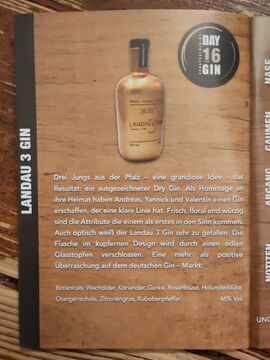 DAY
16
GIN
LANDAU 3 GIN
LANDAU 3
Drei Jungs aus der Pfalz – eine grandiose Idee – das
Resultat: ein ausgezeichneter Dry Gin. Als Hommage an
ihre Heimat haben Andreas, Yannick und Valentin einen Gin
erschaffen, der eine klare Linie hat. Frisch, floral und würzig
sind die Attribute die einem als erstes in den Sinn kommen.
Auch optisch weiß der Landau 3 Gin sehr zu gefallen. Die
Flasche im kupfernen Design wird durch einen edlen
Glasstopfen verschlossen. Eine mehr als positive
Überraschung auf dem deutschen Gin – Markt.
Botanicals: Wacholder, Koriander, Gurke, Rosenblüte, Holunderblüte,
Orangenschale, Zitronengras, Kubebenpfeffer.
46% Vol.
NASE
GAUMEN
ABGANG
NOTIZEN